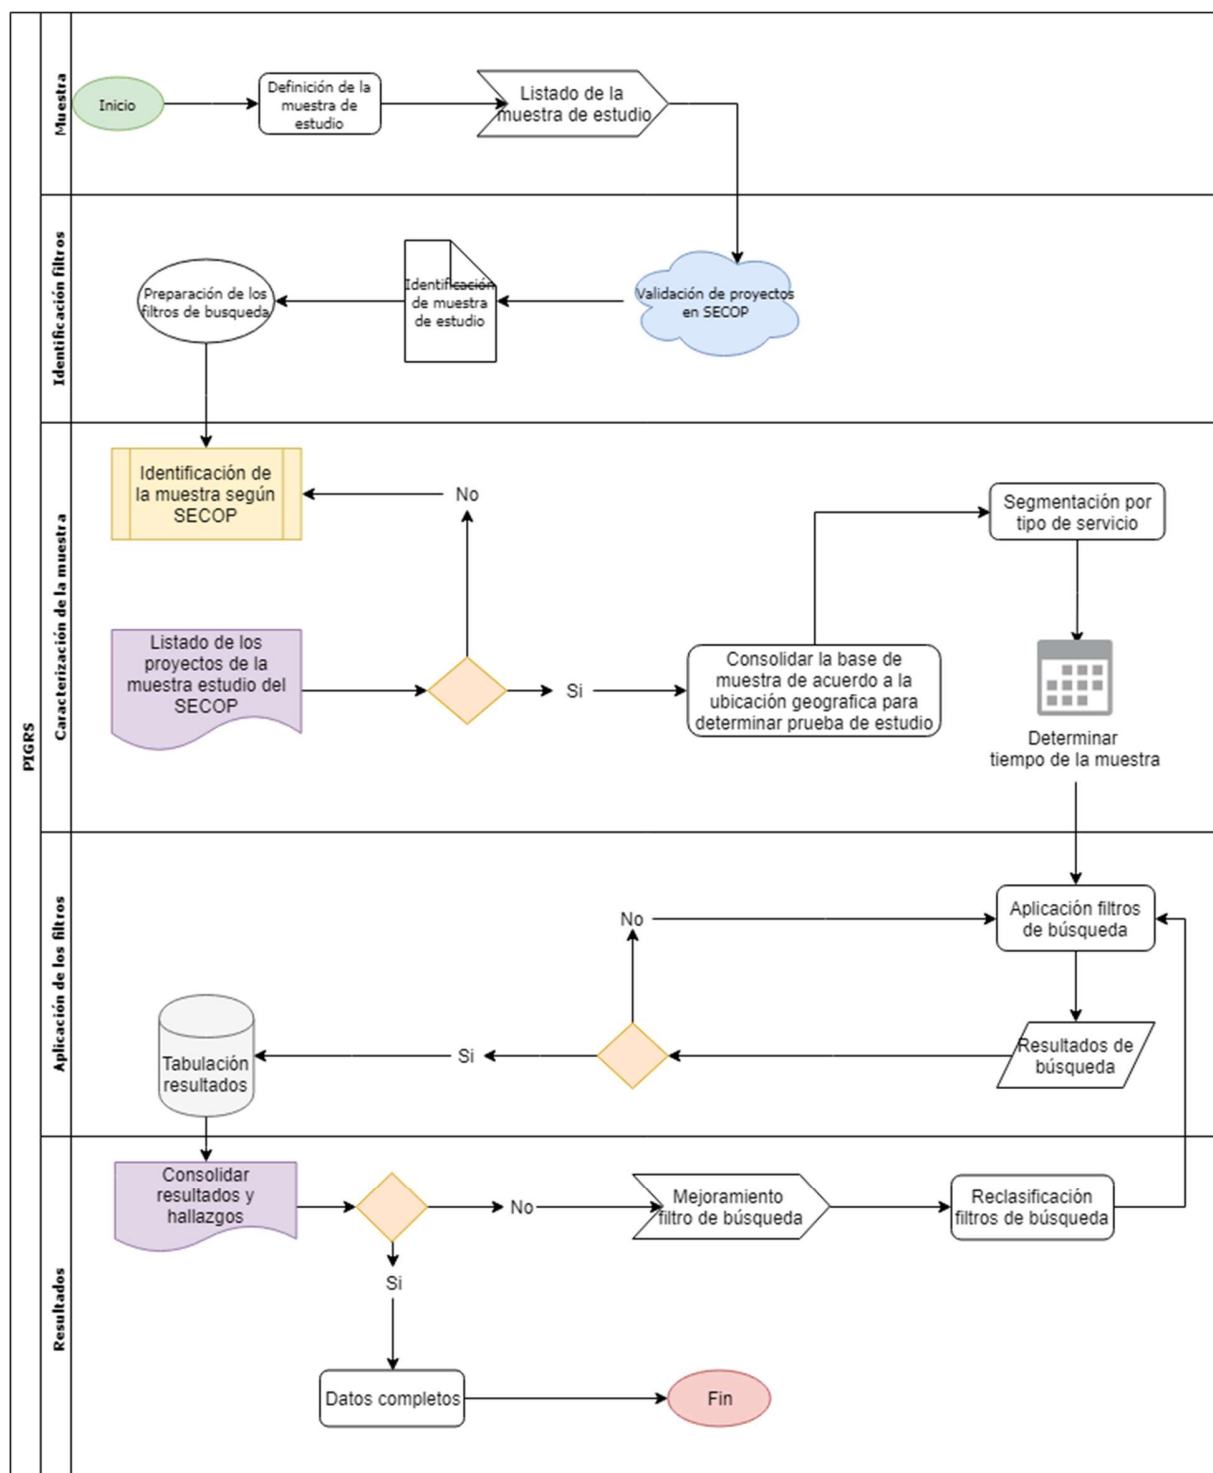 PIGRS
Muestra
Inicio
Definición de la
muestra de
estudio
Listado de la
muestra de estudio
Identificación filtros
Preparación de los
filtros de busqueda
Identificación
de muestra
de estudio
Validación de proyectos
en SECOP
Caracterización de la muestra
Identificación de
la muestra según
SECOP
No
Segmentación por
tipo de servicio
Listado de los
proyectos de la
muestra estudio del
SECOP
Si
Consolidar la base de
muestra de acuerdo a la
ubicación geografica para
determinar prueba de estudio
Determinar
tiempo de la muestra
Aplicación de los filtros
No
Aplicación filtros
de búsqueda
Tabulación
resultados
Si
Resultados de
búsqueda
Resultados
Consolidar
resultados y
hallazgos
No
Mejoramiento
filtro de búsqueda
Reclasificación
filtros de búsqueda
Si
Datos completos
Fin